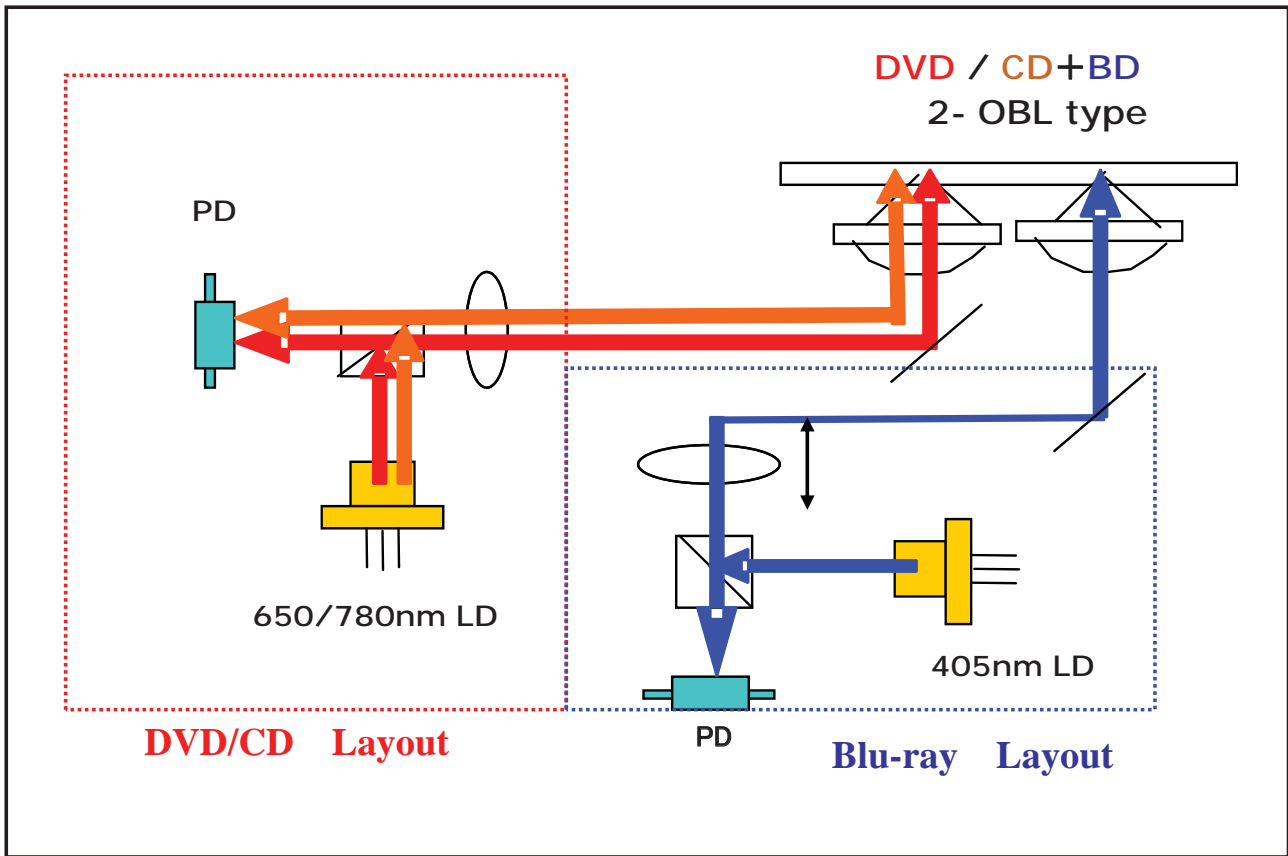 DVD / CD+BD
2- OBL type
PD
650/780nm LD
405nm LD
PD
DVD/CD Layout
Blu-ray Layout